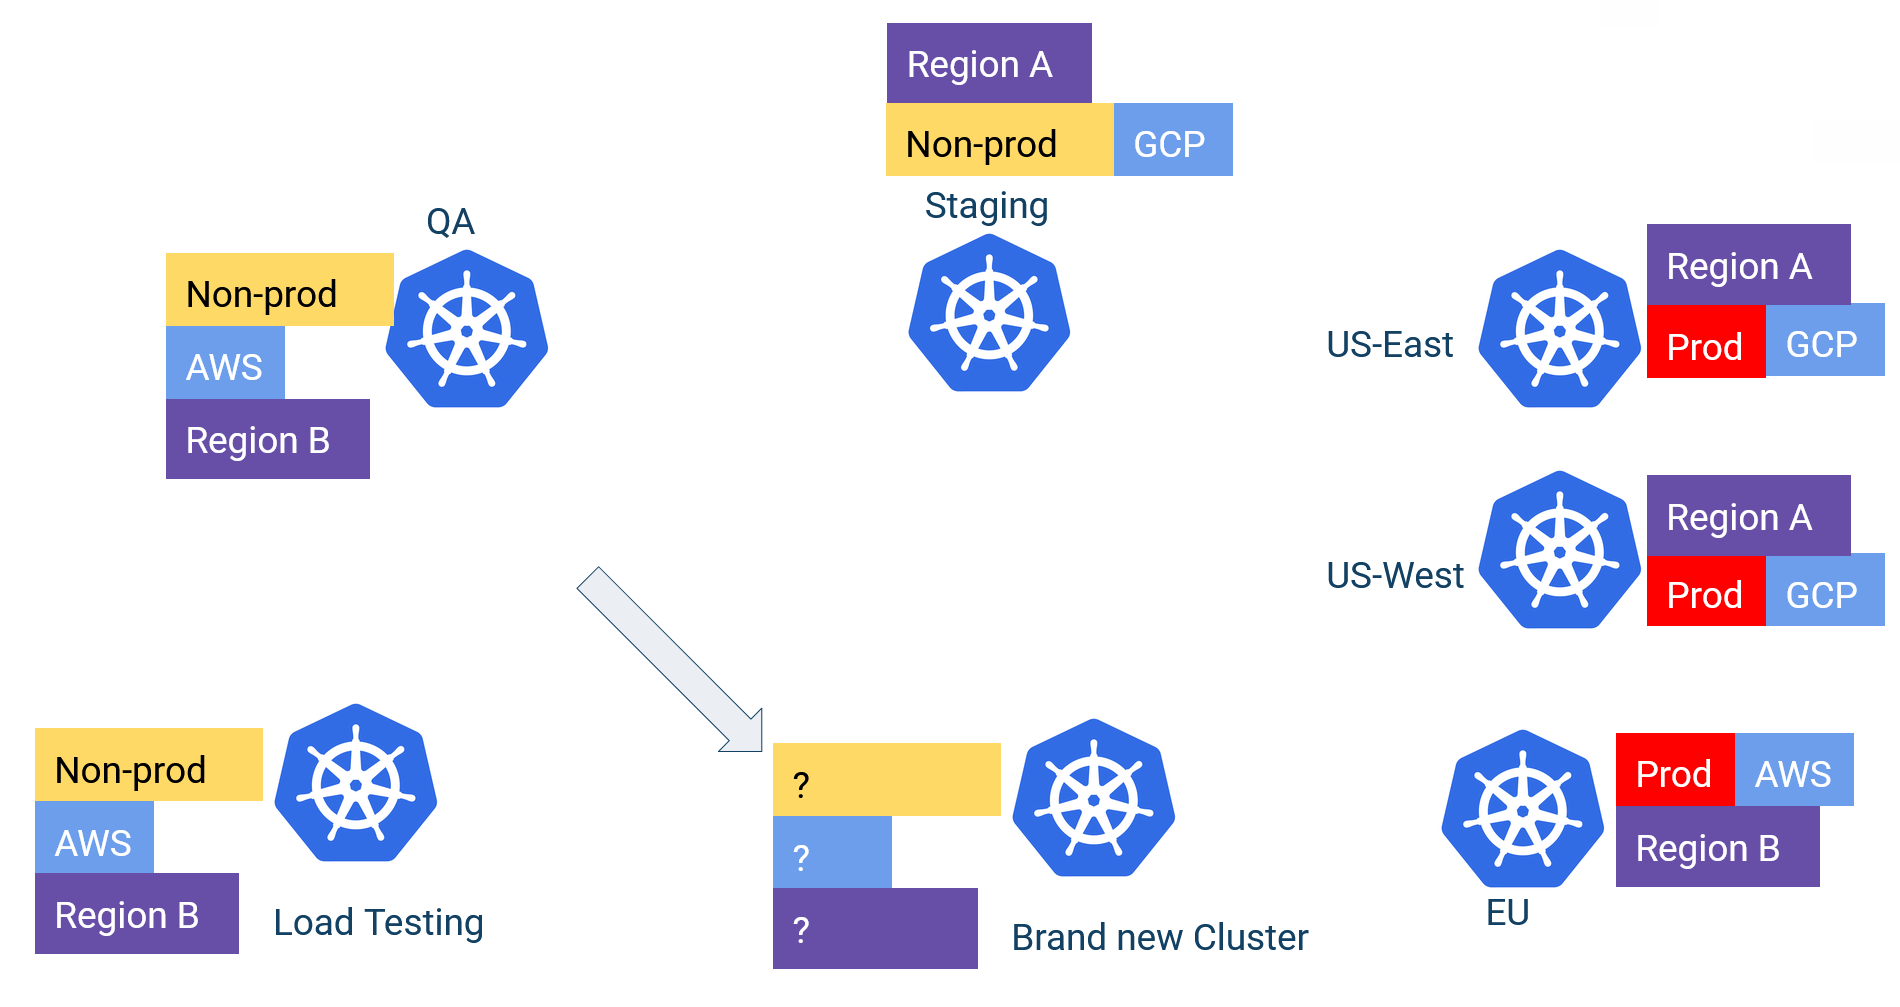 Region A
Non-prod GCP
Staging
QA
Non-prod
AWS
Region B
US-East
Region A
Prod GCP
US-West
Region A
Prod GCP
Non-prod
AWS
Region B
Load Testing
?
?
?
Brand new Cluster
Prod AWS
Region B
EU